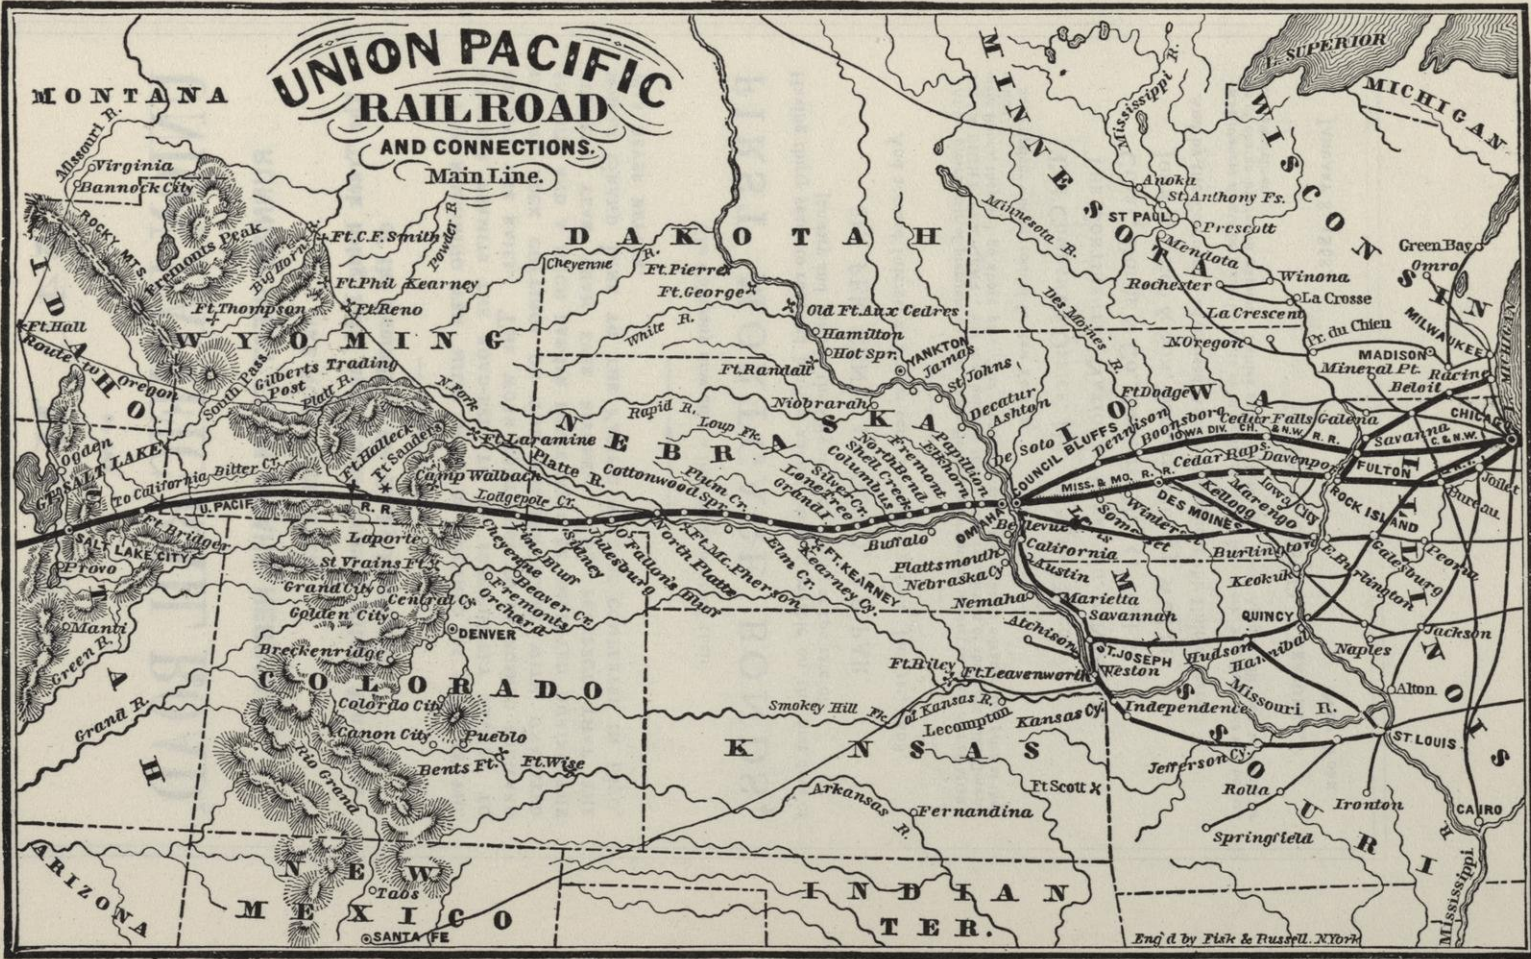 UNION PACIFIC
RAILROAD
AND CONNECTIONS.
Main Line.
MONTANA
Missouri R.
Virginia
Bannock City
ROCKY MTS.
Fremonts Peak
Big Horn R.
Ft. C.F. Smith
Powder R
Ft Phil Kearney
Ft. Thompson
Ft. Reno
IDAHO
Ft. Hall
Route to Oregon
WYOMING
South Pass
Gilberts Trading
Post
Platt R.
N. Fork
Ft. Laramine
Ft. Halleck
Ft Sanders
Camp Walback
Platte R.
Lodgepole Cr.
Cottonwood Spr.
Ogden
GT. SALT LAKE
To California
Bitter Cr.
U. PACIF
R. R.
Ft Bridger
SALT LAKE CITY
Provo
Manti
Green R.
Grand R.
UTAH
Laporte
St Vrains Ft.
Grand City
Central Cy.
Golden City
Breckenridge
DENVER
COLORADO
Colordo City
Canon City
Pueblo
Rio Grand
Bents Ft.
Ft. Wise
Cheyenne
Pine Bluff
Sidney
Julesburg
O'Fallon's Bluff
North Platte
Ft. McPherson
Beaver Cr.
Fremonts
Orchard
Elm Cr.
Kearney Cy.
FT. KEARNEY
Buffalo
ARIZONA
NEW
MEXICO
Taos
SANTA FE
DAKOTAH
Cheyenne R.
Ft. Pierre
Ft. George
Old Ft. Aux Cedres
White R.
Hamilton
Hot Spr.
YANKTON
James
St Johns
Ft. Randall
Niobrarah
NEBRASKA
Rapid R.
Loup Fk.
Plum Cr.
Grand I.
Lone Tree
Silver Cr.
Columbus
Shell Creek
North Bend
Fremont
Elkhorn
Papillion
Decatur
Ashton
De Soto
OMAHA
COUNCIL BLUFFS
Bellevue
Plattsmouth
Nebraska Cy
Nemaha
California
Austin
Marietta
Savannah
Atchison
ST. JOSEPH
Weston
Ft. Riley
Ft. Leavenworth
Smokey Hill Fk.
of Kansas R.
Lecompton
Kansas Cy.
KANSAS
Ft Scott
Arkansas R.
Fernandina
INDIAN
TER.
MINNESOTA
Mississippi R.
Anoka
St. Anthony Fs.
ST PAUL
Prescott
Mendota
Minnesota R.
Rochester
Winona
La Crosse
La Crescent
L. SUPERIOR
MICHIGAN
WISCONSIN
Green Bay
Omro
MILWAUKEE
Pr. du Chien
MADISON
Mineral Pt.
Racine
Beloit
L. MICHIGAN
CHICAGO
IOWA
Des Moines R.
N. Oregon
Ft Dodge
Dennison
Boonsboro
Cedar Falls
Galena
IOWA DIV. CH. & N.W. R. R.
Savanna
C. & N.W.
MISS. & MO. R. R.
Cedar Raps.
Davenport
FULTON
R. R.
Joliet
Bureau
DES MOINES
Kellogg
Marengo
Iowa City
ROCK ISLAND
Lewis
Somerset
Winterset
Burlington
E. Burlington
Galesburg
Peoria
Keokuk
QUINCY
ILLINOIS
Jackson
Naples
Hudson
Hannibal
Alton
MISSOURI
Missouri R.
Independence
Jefferson Cy.
ST. LOUIS
Rolla
Ironton
CAIRO
Springfield
Mississippi R.
Eng'd by Fisk & Russell. N. York